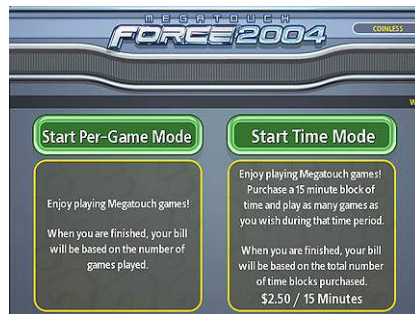 MEGATOUCH
FORCE 2004
COINLESS
W
Start Per-Game Mode
Enjoy playing Megatouch games!
When you are finished, your bill
will be based on the number of
games played.
Start Time Mode
Enjoy playing Megatouch games!
Purchase a 15 minute block of
time and play as many games as
you wish during that time period.
When you are finished, your bill
will be based on the total number
of time blocks purchased.
$2.50 / 15 Minutes